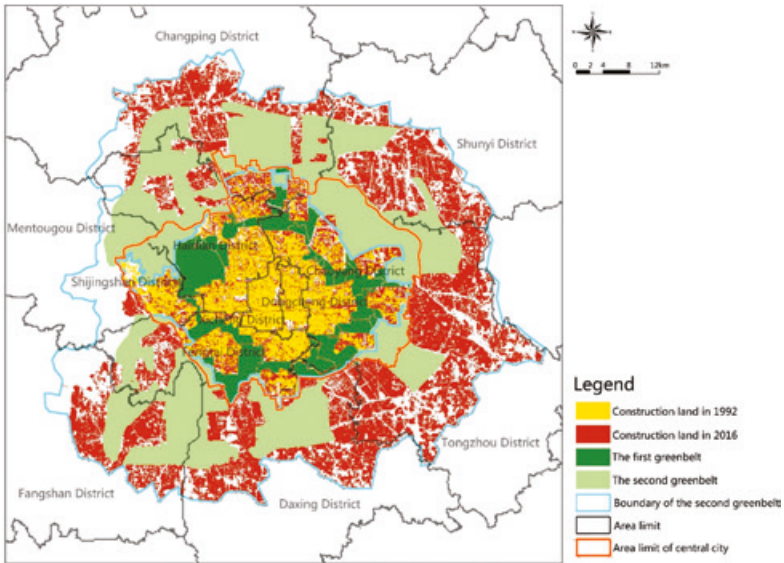 Changping District
0 2 4 8 12km
Shunyi District
Mentougou District
Haidian District
Chaoyang District
Shijingshan District
Dongcheng District
District
Fengtai District
Tongzhou District
Fangshan District
Daxing District
Legend
Construction land in 1992
Construction land in 2016
The first greenbelt
The second greenbelt
Boundary of the second greenbelt
Area limit
Area limit of central city